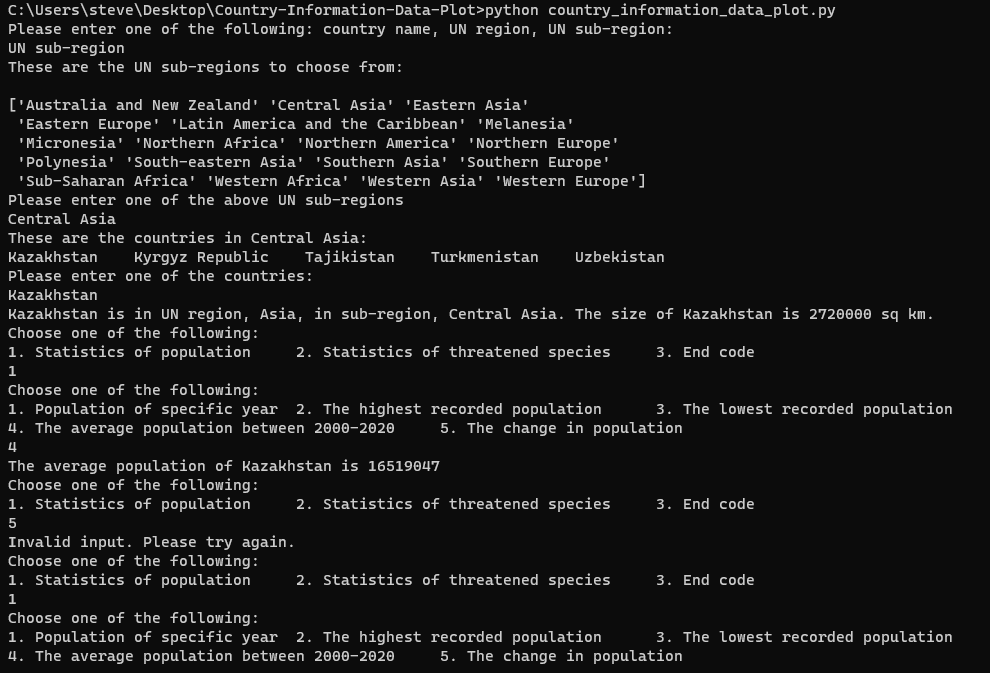 C:\Users\steve\Desktop\Country-Information-Data-Plot>python country_information_data_plot.py
Please enter one of the following: country name, UN region, UN sub-region:
UN sub-region
These are the UN sub-regions to choose from:

['Australia and New Zealand' 'Central Asia' 'Eastern Asia'
 'Eastern Europe' 'Latin America and the Caribbean' 'Melanesia'
 'Micronesia' 'Northern Africa' 'Northern America' 'Northern Europe'
 'Polynesia' 'South-eastern Asia' 'Southern Asia' 'Southern Europe'
 'Sub-Saharan Africa' 'Western Africa' 'Western Asia' 'Western Europe']
Please enter one of the above UN sub-regions
Central Asia
These are the countries in Central Asia:
Kazakhstan    Kyrgyz Republic    Tajikistan    Turkmenistan    Uzbekistan
Please enter one of the countries:
Kazakhstan
Kazakhstan is in UN region, Asia, in sub-region, Central Asia. The size of Kazakhstan is 2720000 sq km.
Choose one of the following:
1. Statistics of population     2. Statistics of threatened species     3. End code
1
Choose one of the following:
1. Population of specific year  2. The highest recorded population      3. The lowest recorded population
4. The average population between 2000-2020     5. The change in population
4
The average population of Kazakhstan is 16519047
Choose one of the following:
1. Statistics of population     2. Statistics of threatened species     3. End code
5
Invalid input. Please try again.
Choose one of the following:
1. Statistics of population     2. Statistics of threatened species     3. End code
1
Choose one of the following:
1. Population of specific year  2. The highest recorded population      3. The lowest recorded population
4. The average population between 2000-2020     5. The change in population